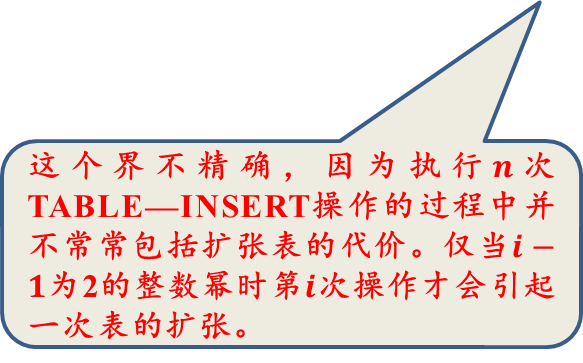 这个界不精确，因为执行n次
TABLE—INSERT操作的过程中并
不常常包括扩张表的代价。仅当i−
1为2的整数幂时第i次操作才会引起
一次表的扩张。